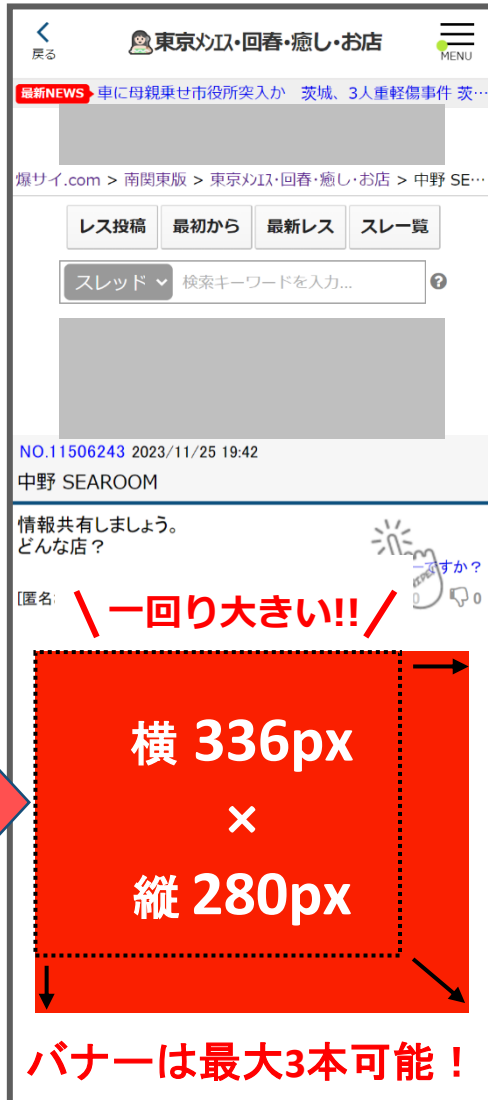 戻る
東京メンエス・回春・癒し・お店
MENU
最新NEWS 車に母親乗せ市役所突入か 茨城、3人重軽傷事件 茨…
爆サイ.com > 南関東版 > 東京メンエス・回春・癒し・お店 > 中野 SE…
レス投稿 最初から 最新レス スレ一覧
スレッド 検索キーワードを入力...
NO.11506243 2023/11/25 19:42
中野 SEAROOM
情報共有しましょう。
どんな店？
ですか？
[匿名
0
一回り大きい!!
横 336px
×
縦 280px
バナーは最大3本可能！